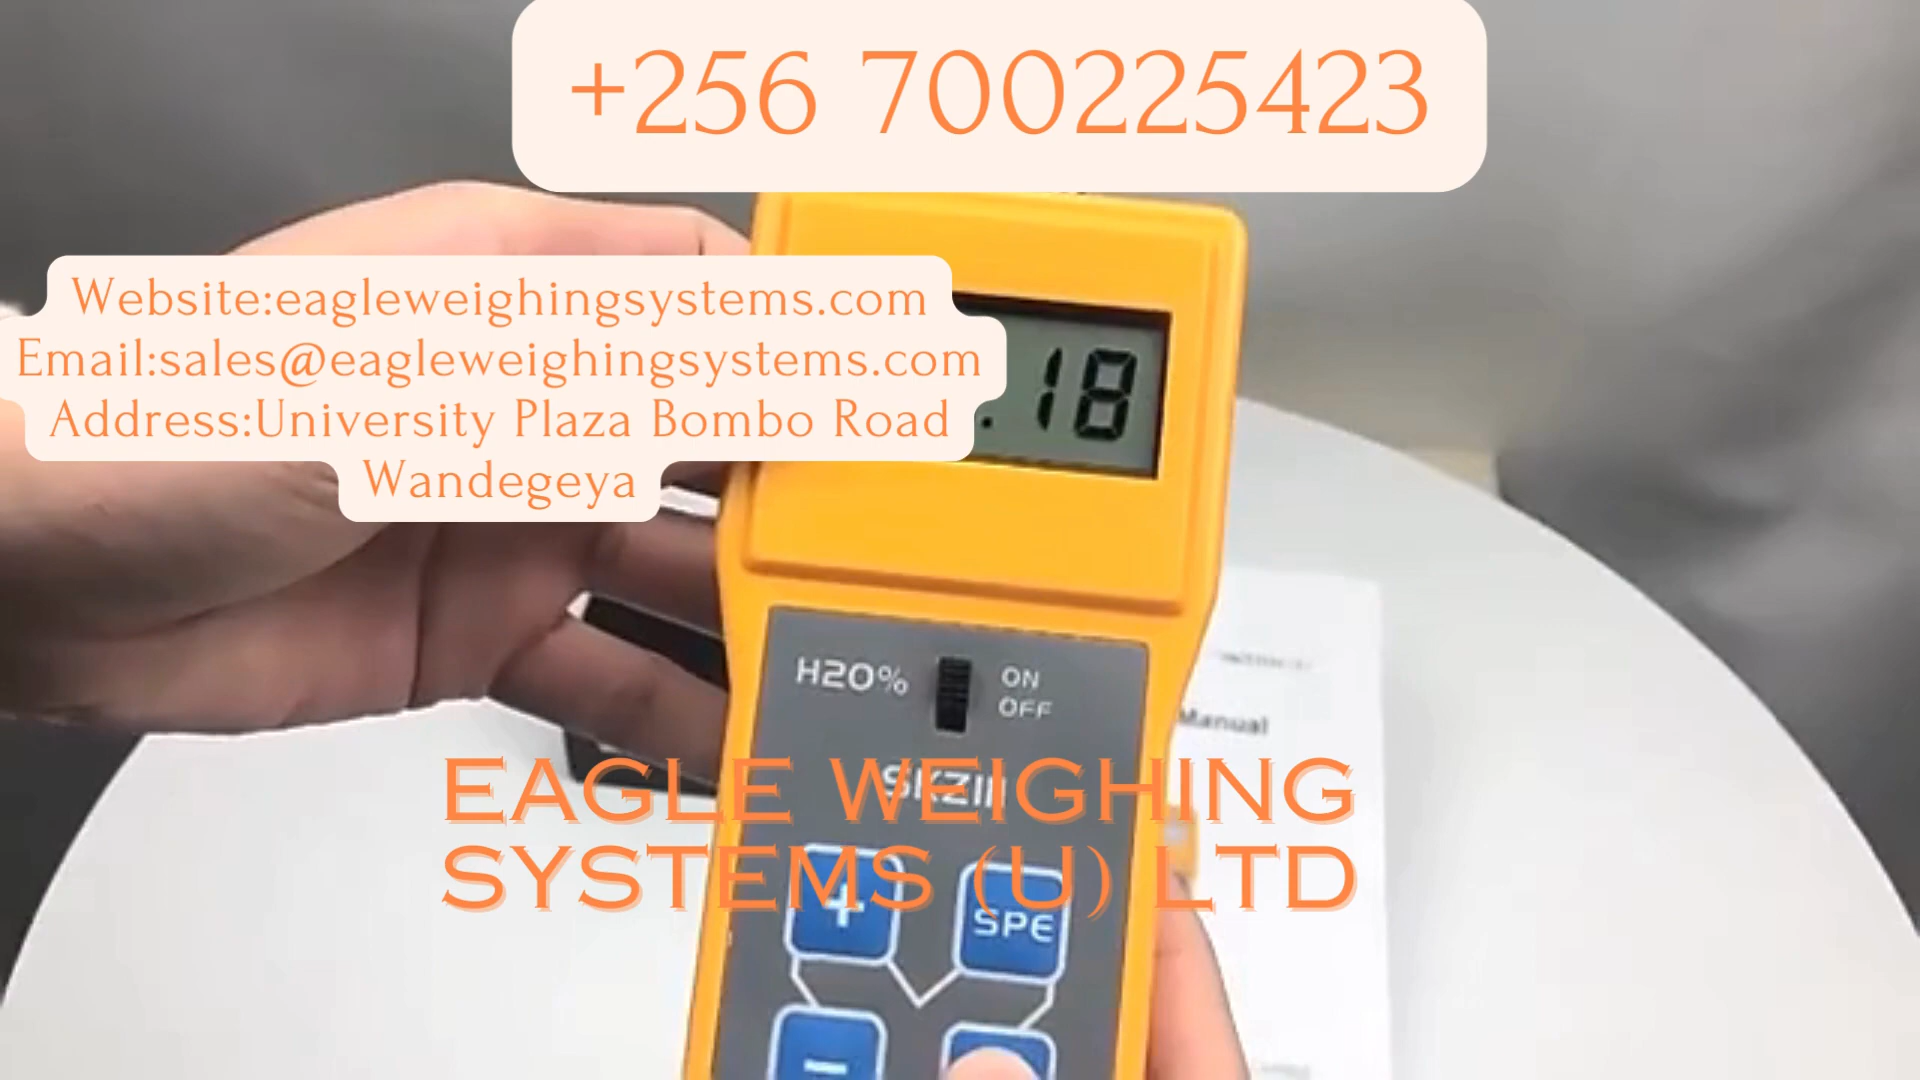 +256 700225423
Website:eagleweighingsystems.com
Email:sales@eagleweighingsystems.com
Address:University Plaza Bombo Road
Wandegeya
.18
H2O%
ON
OFF
Manual
EAGLE WEIGHING
SYSTEMS (U) LTD
+
SPE
-